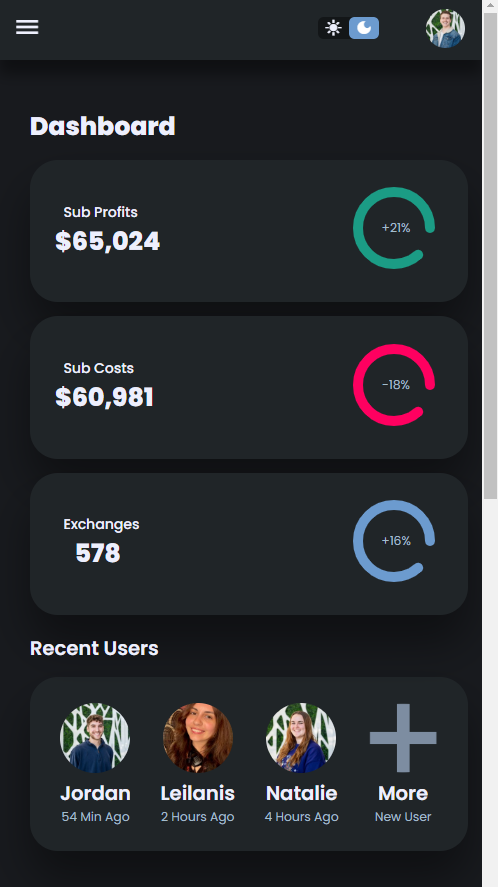 Dashboard
Sub Profits
$65,024
+21%
Sub Costs
$60,981
-18%
Exchanges
578
+16%
Recent Users
Jordan Leilanis Natalie More
54 Min Ago 2 Hours Ago 4 Hours Ago New User